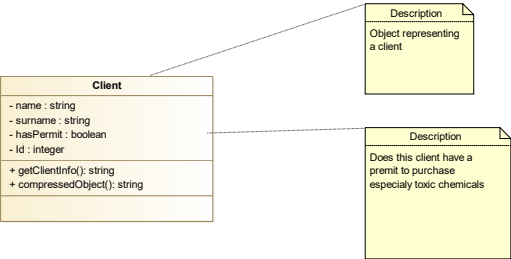 Description
Object representing
a client
Client
- name : string
- surname : string
- hasPermit : boolean
- Id : integer
+ getClientInfo(): string
+ compressedObject(): string
Description
Does this client have a
premit to purchase
especialy toxic chemicals